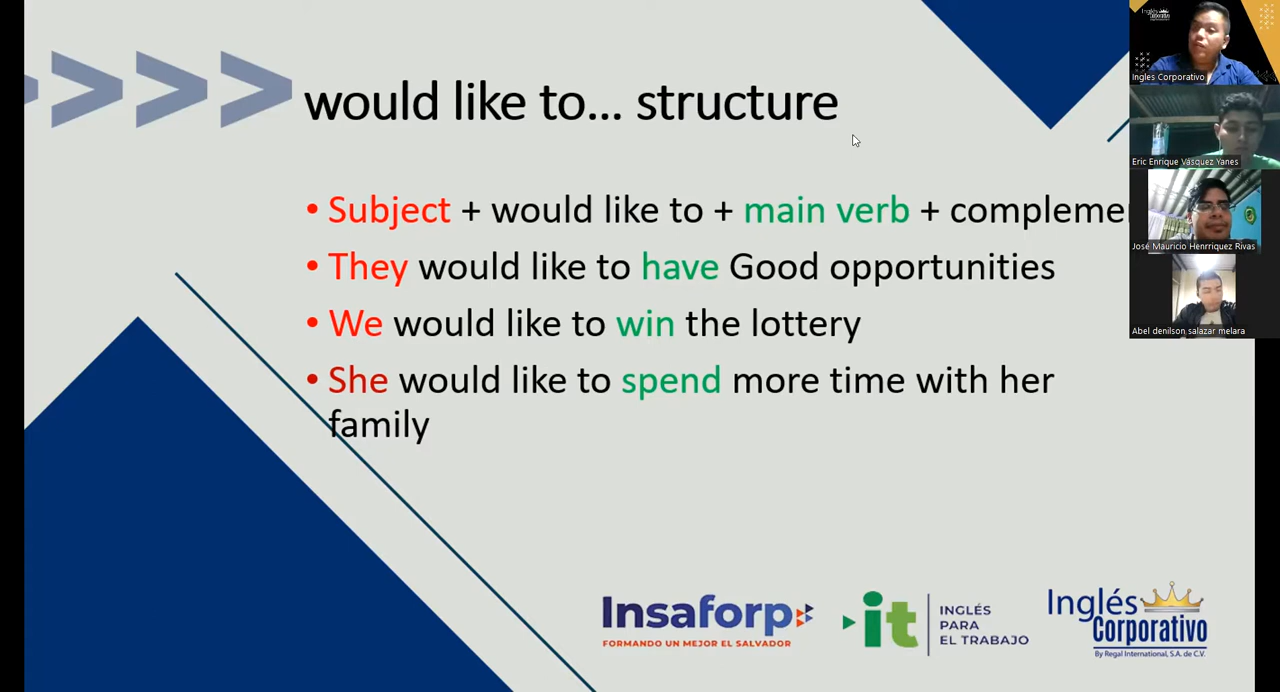 would like to... structure
• Subject + would like to + main verb + complemen
• They would like to have Good opportunities
• We would like to win the lottery
• She would like to spend more time with her
family
Insaforp
FORMANDO UN MEJOR EL SALVADOR
it
INGLÉS
PARA
EL TRABAJO
Inglés
Corporativo
By Regal International, S.A. de C.V.
Inglés
Corporativo
Ingles Corporativo
Eric Enrique Vásquez Yanes
José Mauricio Henrriquez Rivas
Abel denilson salazar melara